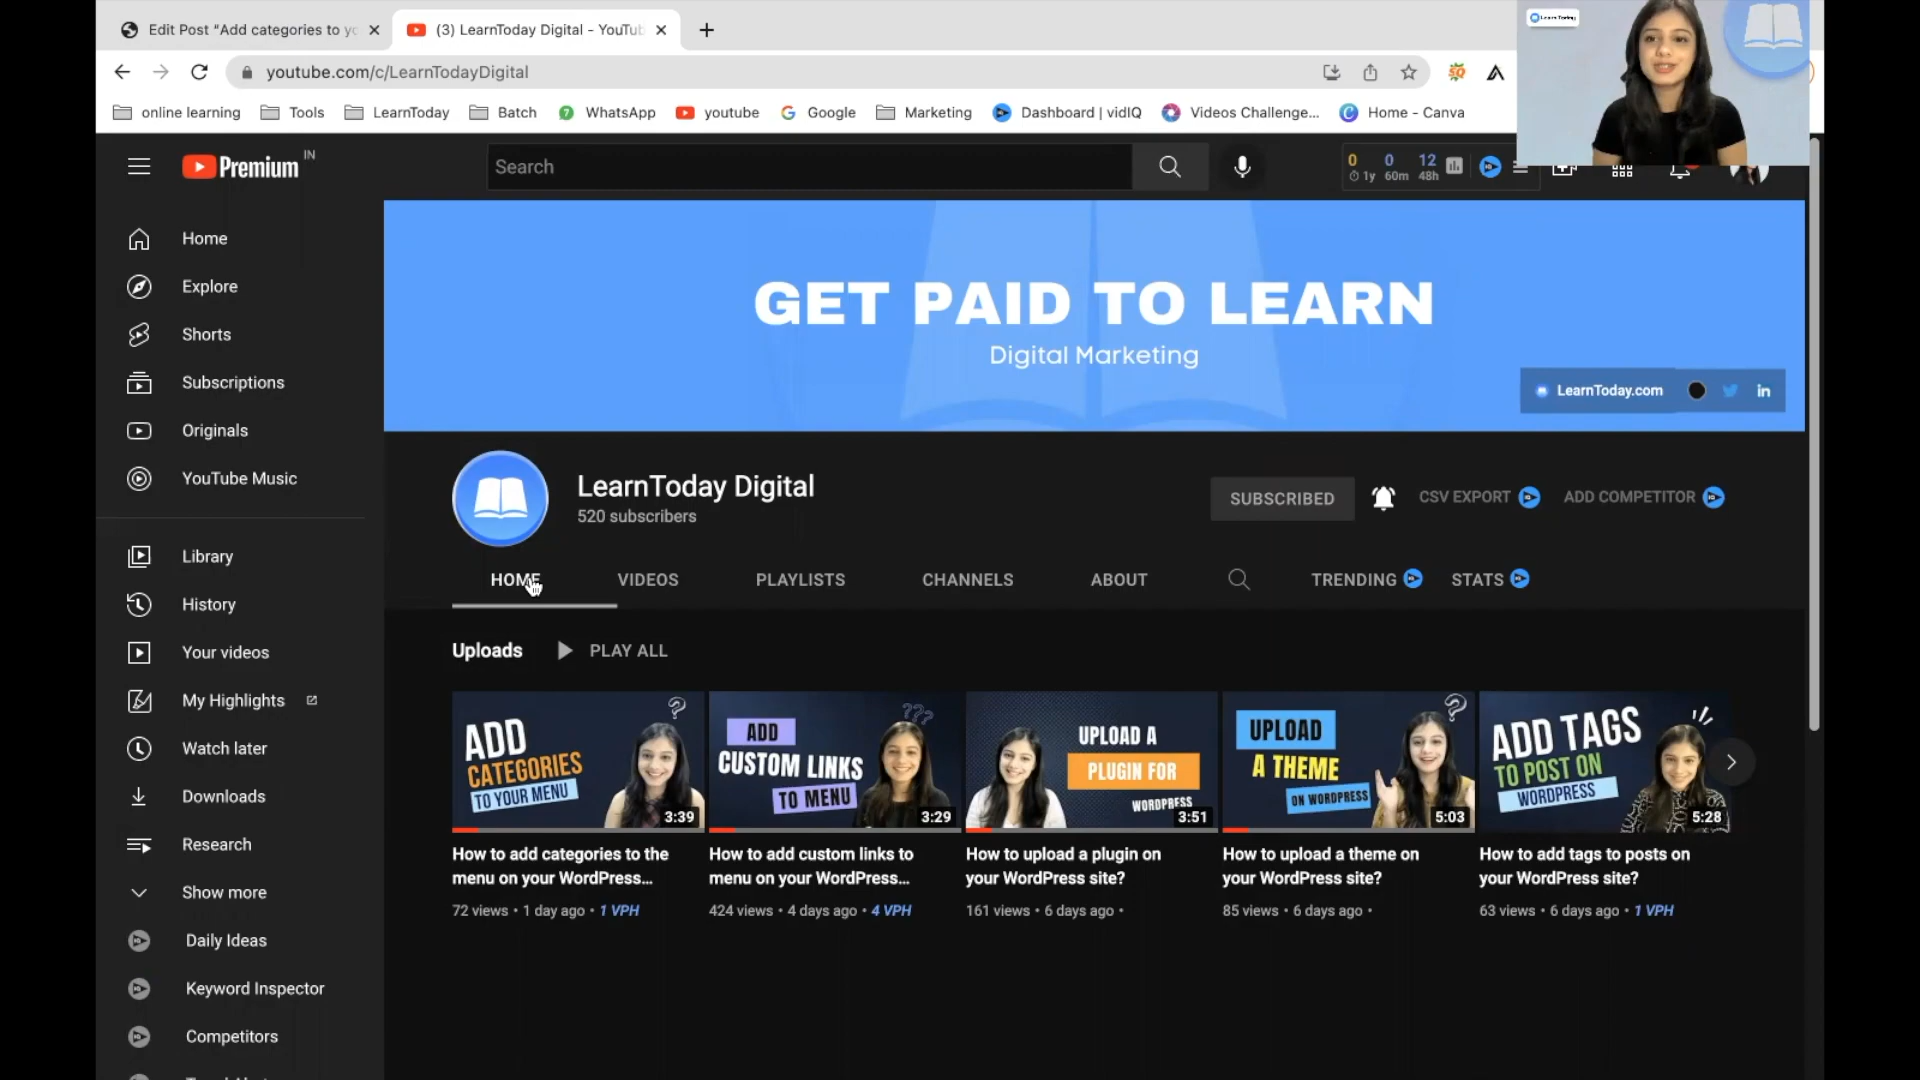 Edit Post “Add categories to yo
(3) LearnToday Digital - YouTub
youtube.com/c/LearnTodayDigital
online learning
Tools
LearnToday
Batch
WhatsApp
youtube
Google
Marketing
Dashboard | vidIQ
Videos Challenge...
Home - Canva
Learn Today
Premium IN
Search
0 0 12
1y 60m 48h
Home
Explore
Shorts
Subscriptions
Originals
YouTube Music
Library
History
Your videos
My Highlights
Watch later
Downloads
Research
Show more
Daily Ideas
Keyword Inspector
Competitors
GET PAID TO LEARN
Digital Marketing
LearnToday.com
in
LearnToday Digital
520 subscribers
SUBSCRIBED
CSV EXPORT
ADD COMPETITOR
HOME
VIDEOS
PLAYLISTS
CHANNELS
ABOUT
TRENDING
STATS
Uploads
PLAY ALL
ADD
CATEGORIES
TO YOUR MENU
3:39
How to add categories to the
menu on your WordPress...
72 views • 1 day ago • 1 VPH
ADD
CUSTOM LINKS
TO MENU
???
3:29
How to add custom links to
menu on your WordPress...
424 views • 4 days ago • 4 VPH
UPLOAD A
PLUGIN FOR
WORDPRESS
3:51
How to upload a plugin on
your WordPress site?
161 views • 6 days ago •
UPLOAD
A THEME
ON WORDPRESS
?
5:03
How to upload a theme on
your WordPress site?
85 views • 6 days ago •
ADD TAGS
TO POST ON
WORDPRESS
5:28
How to add tags to posts on
your WordPress site?
63 views • 6 days ago • 1 VPH